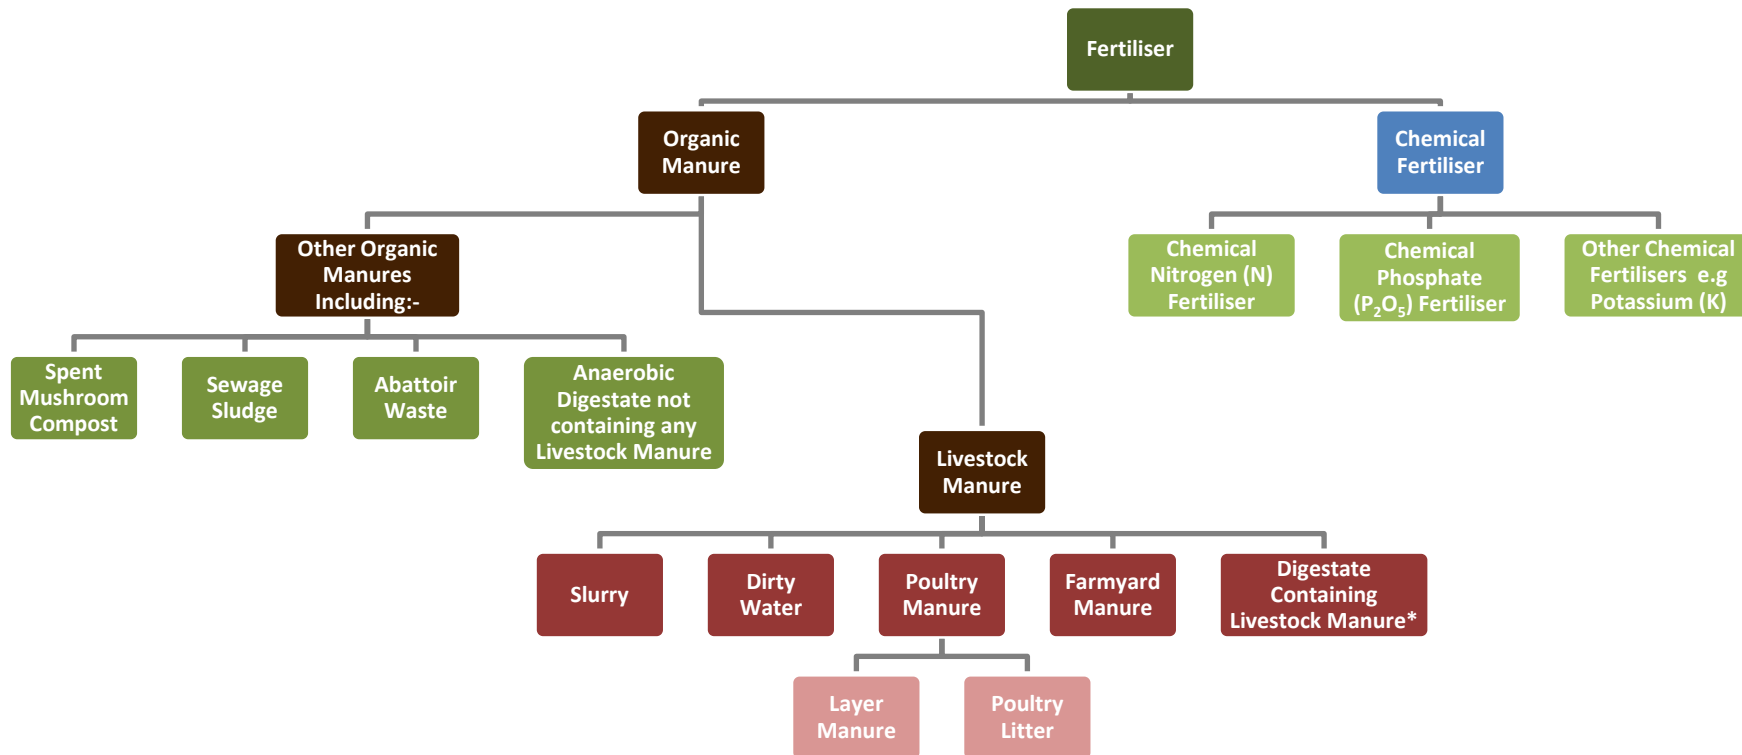 Fertiliser
Organic
Manure
Chemical
Fertiliser
Other Organic
Manures
Including:-
Chemical
Nitrogen (N)
Fertiliser
Chemical
Phosphate
(P₂O₅) Fertiliser
Other Chemical
Fertilisers  e.g
Potassium (K)
Spent
Mushroom
Compost
Sewage
Sludge
Abattoir
Waste
Anaerobic
Digestate not
containing any
Livestock Manure
Livestock
Manure
Slurry
Dirty
Water
Poultry
Manure
Farmyard
Manure
Digestate
Containing
Livestock Manure*
Layer
Manure
Poultry
Litter